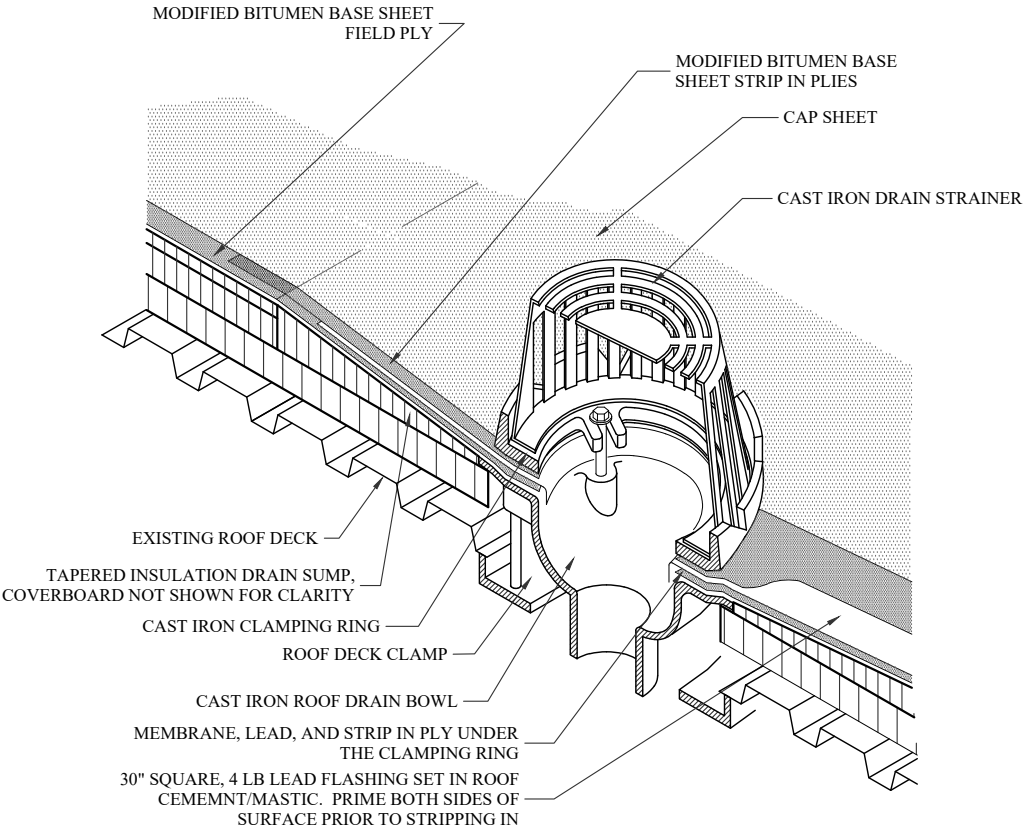 MODIFIED BITUMEN BASE SHEET
FIELD PLY
MODIFIED BITUMEN BASE
SHEET STRIP IN PLIES
CAP SHEET
CAST IRON DRAIN STRAINER
EXISTING ROOF DECK
TAPERED INSULATION DRAIN SUMP,
COVERBOARD NOT SHOWN FOR CLARITY
CAST IRON CLAMPING RING
ROOF DECK CLAMP
CAST IRON ROOF DRAIN BOWL
MEMBRANE, LEAD, AND STRIP IN PLY UNDER
THE CLAMPING RING
30" SQUARE, 4 LB LEAD FLASHING SET IN ROOF
CEMEMNT/MASTIC. PRIME BOTH SIDES OF
SURFACE PRIOR TO STRIPPING IN